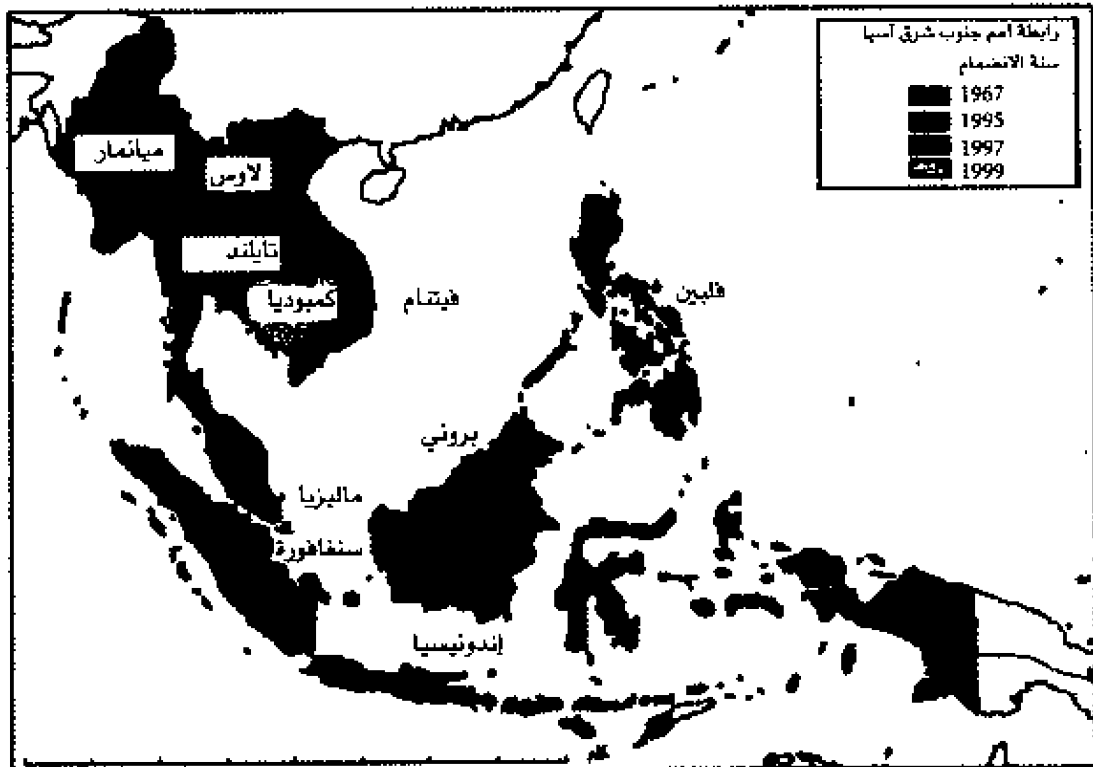 رابطة أمم جنوب شرق آسيا
سنة الانضمام
1967
1995
1997
1999
ميانمار
لاوس
تايلند
كمبوديا
فيتنام
فلبين
بروني
ماليزيا
سنغافورة
إندونيسيا